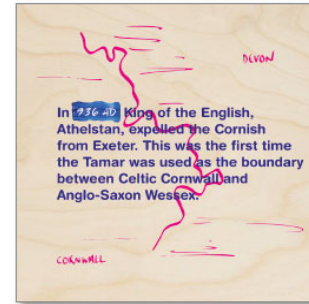 DEVON
In 936 AD King of the English,
Athelstan, expelled the Cornish
from Exeter. This was the first time
the Tamar was used as the boundary
between Celtic Cornwall and
Anglo-Saxon Wessex.
CORNWALL